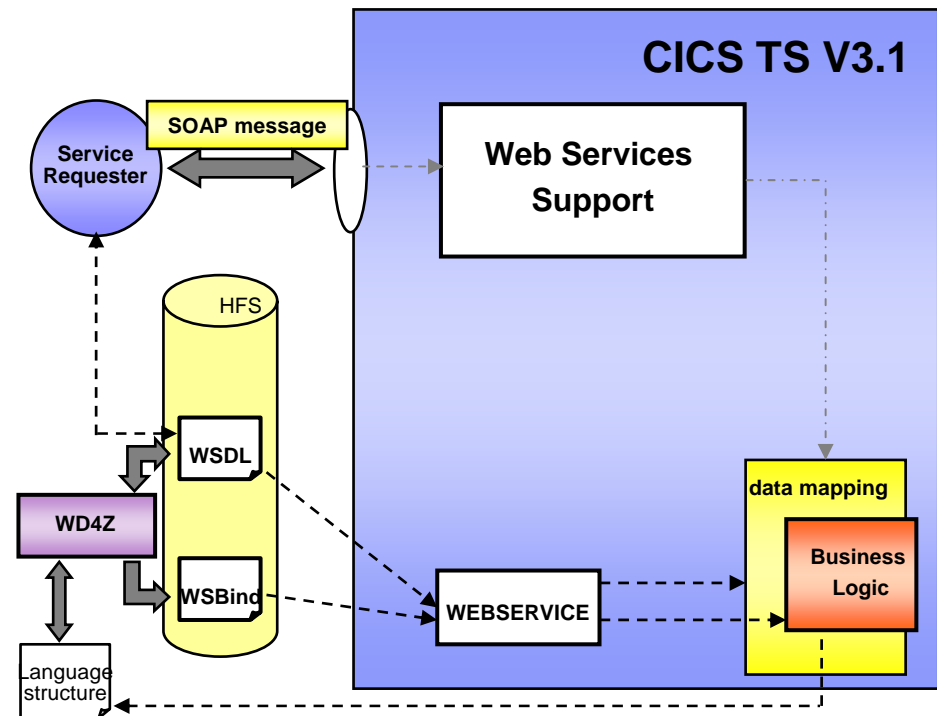 CICS TS V3.1
SOAP message
Service
Requester
Web Services
Support
HFS
WSDL
WD4Z
WSBind
data mapping
Business
Logic
WEBSERVICE
Language
structure